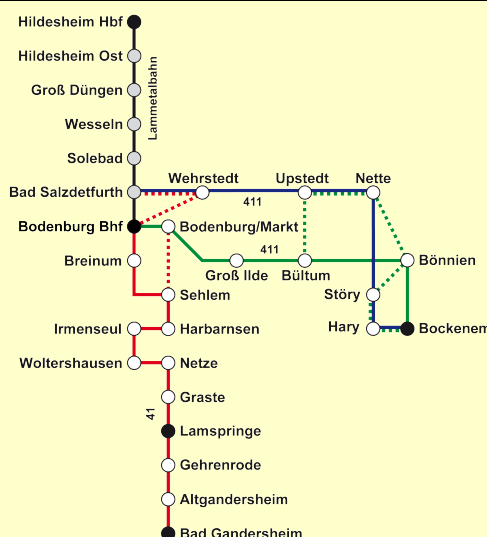 Hildesheim Hbf
Hildesheim Ost
Groß Düngen
Lammetalbahn
Wesseln
Solebad
Wehrstedt
Upstedt
Nette
Bad Salzdetfurth
411
Bodenburg Bhf
Bodenburg/Markt
411
Breinum
Groß Ilde
Bültum
Bönnien
Sehlem
Störy
Irmenseul
Harbarnsen
Hary
Bockenem
Woltershausen
Netze
Graste
41
Lamspringe
Gehrenrode
Altgandersheim
Bad Gandersheim